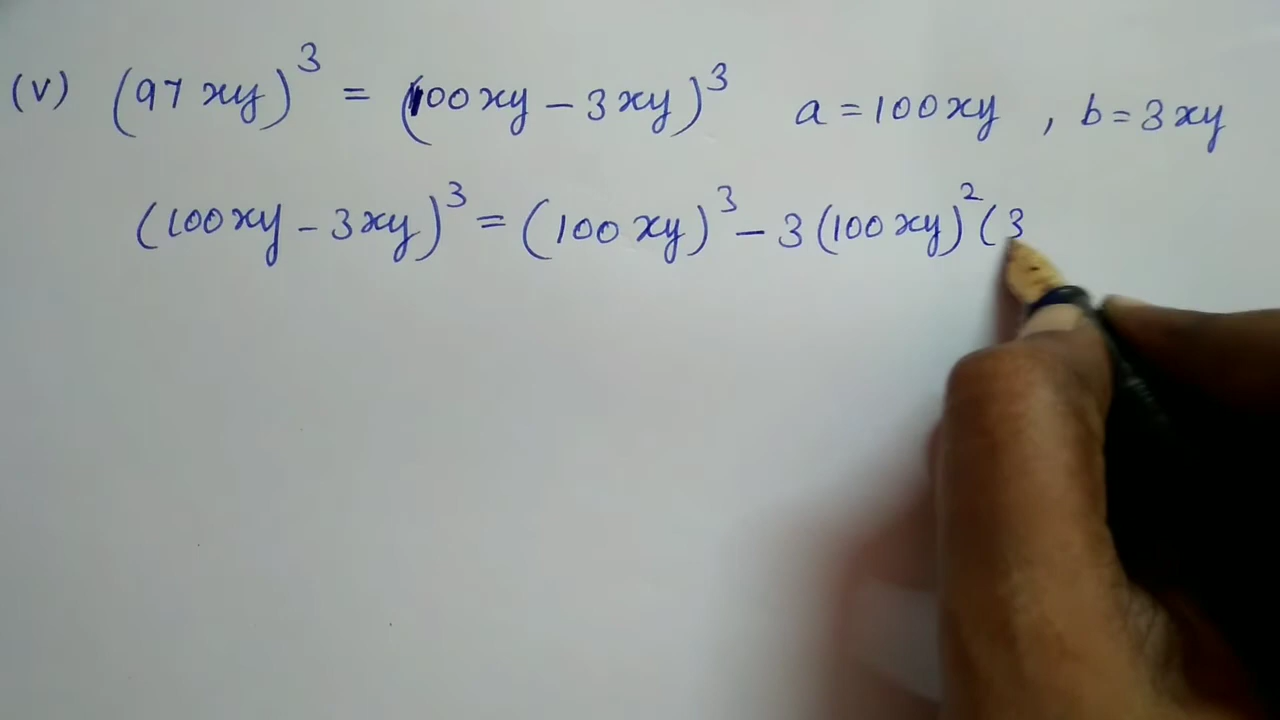 (v) (97xy)³ = (100xy – 3xy)³ a = 100xy , b = 3xy
(100xy – 3xy)³ = (100xy)³ – 3(100xy)² (3